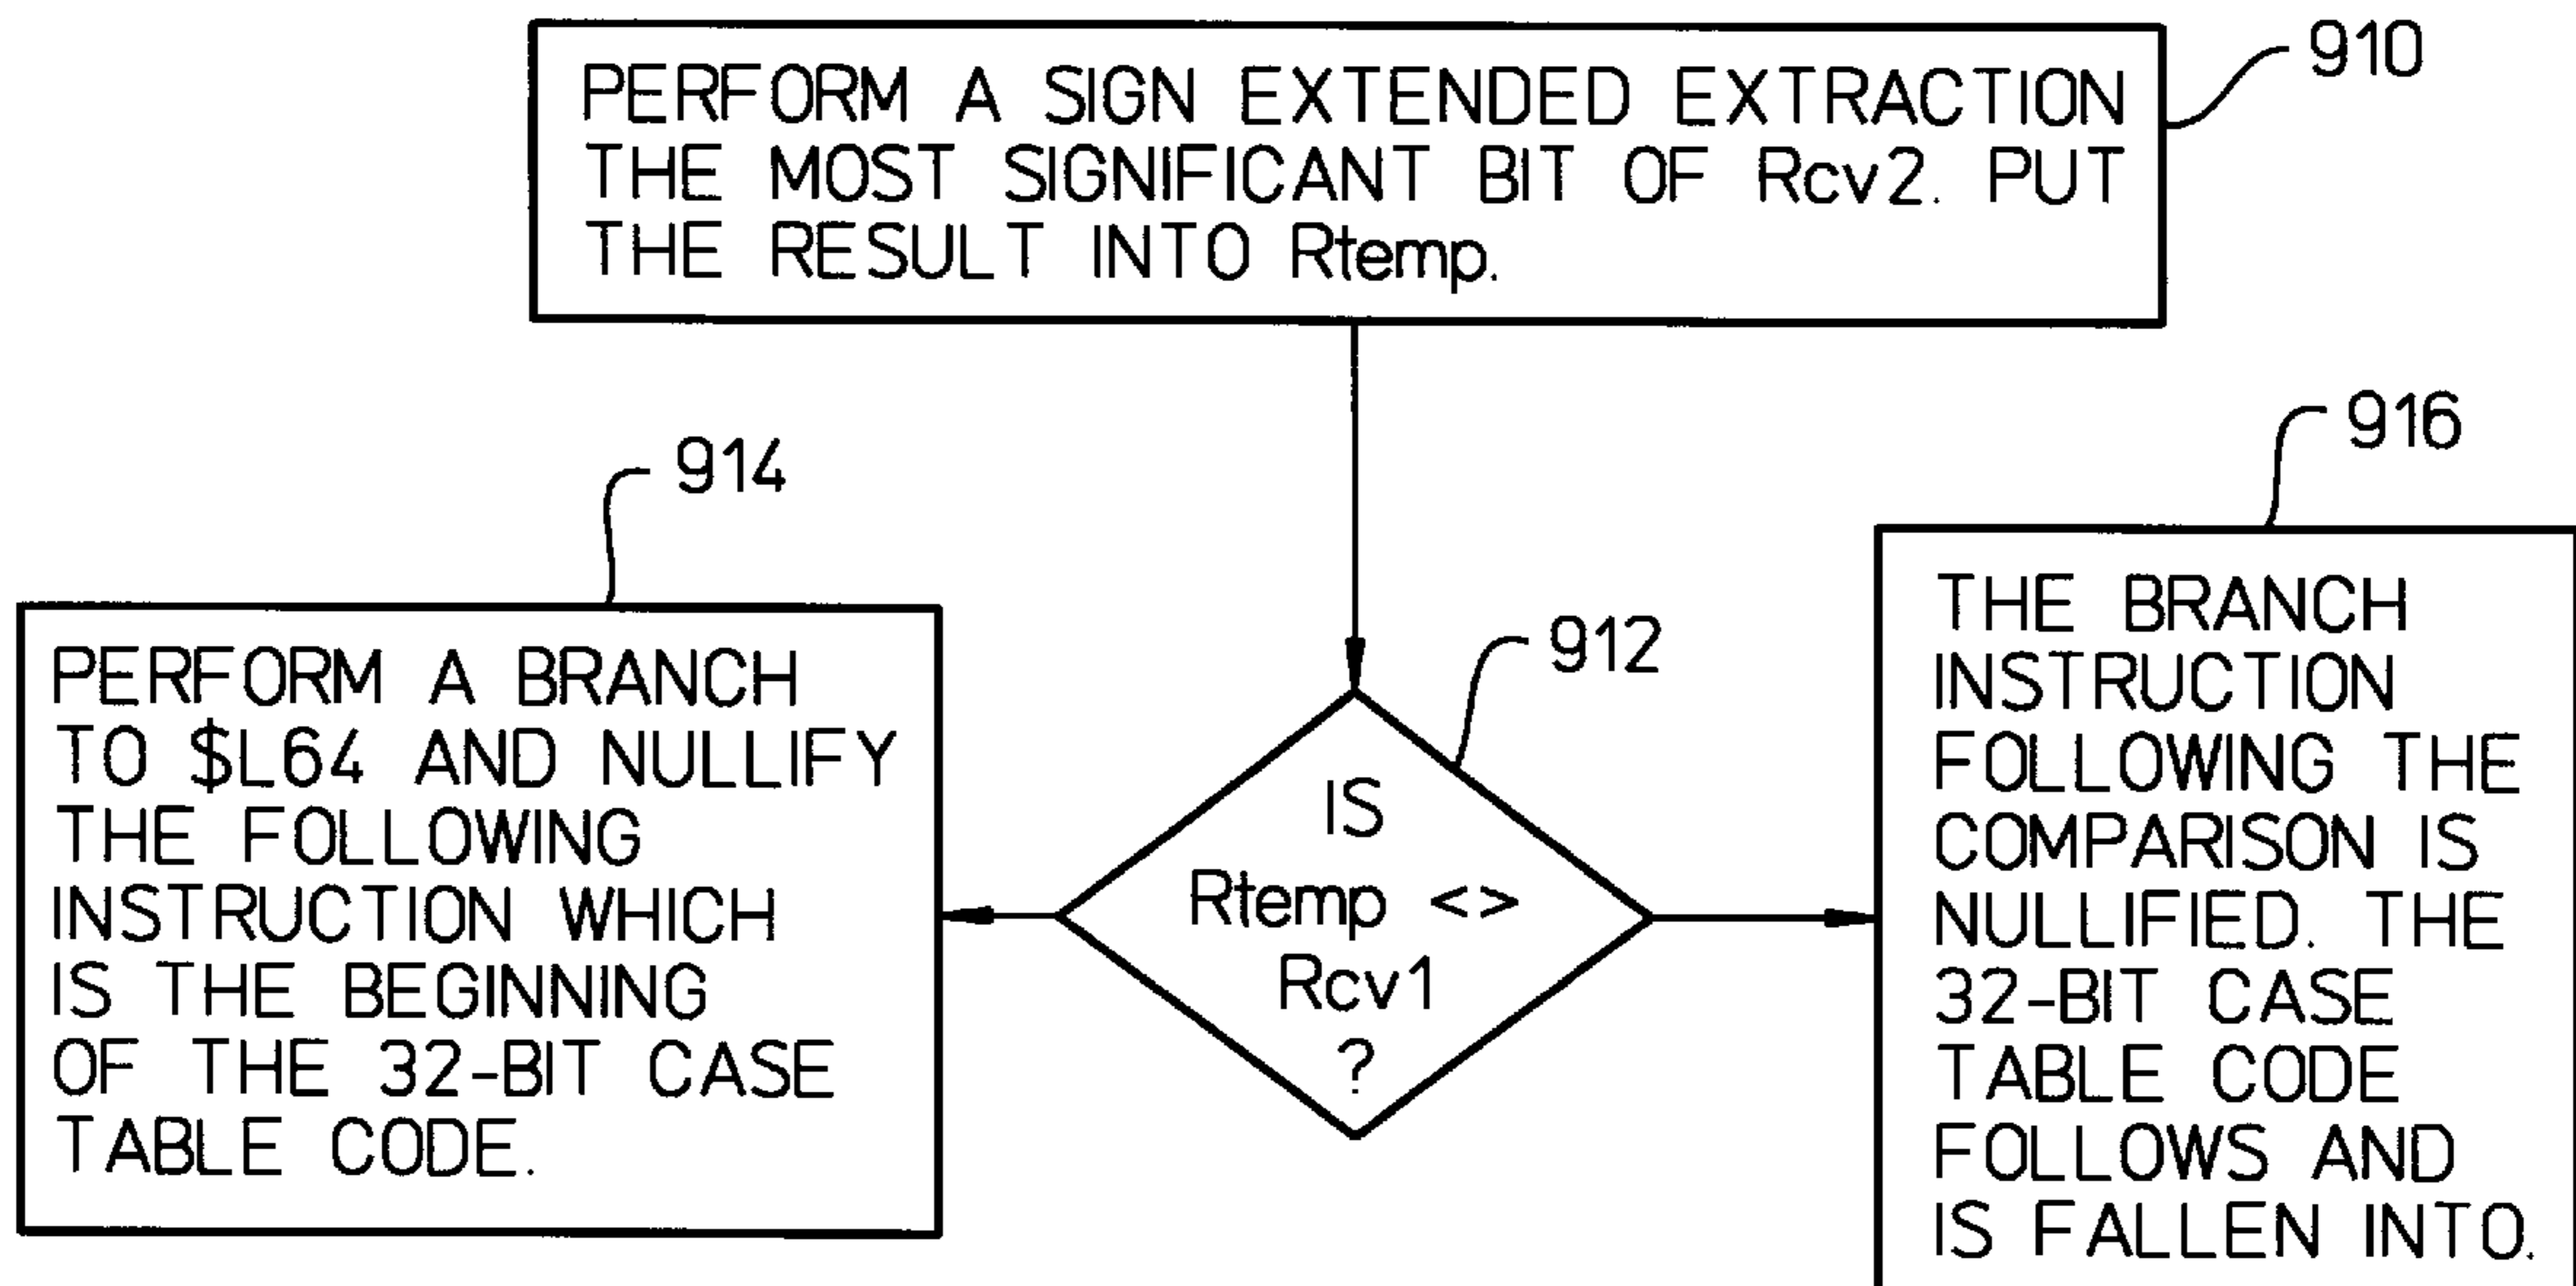 910
PERFORM A SIGN EXTENDED EXTRACTION
THE MOST SIGNIFICANT BIT OF Rcv2. PUT
THE RESULT INTO Rtemp.
914
PERFORM A BRANCH
TO $L64 AND NULLIFY
THE FOLLOWING
INSTRUCTION WHICH
IS THE BEGINNING
OF THE 32-BIT CASE
TABLE CODE.
912
IS
Rtemp <>
Rcv1
?
916
THE BRANCH
INSTRUCTION
FOLLOWING THE
COMPARISON IS
NULLIFIED. THE
32-BIT CASE
TABLE CODE
FOLLOWS AND
IS FALLEN INTO.